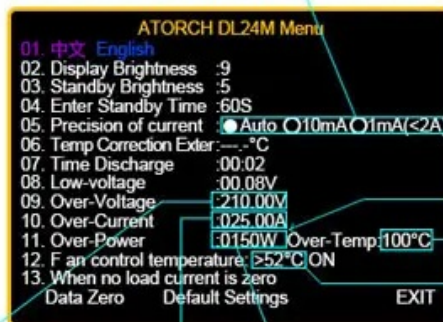 ATORCH DL24M Menu
01. 中文 English
02. Display Brightness :9
03. Standby Brightness :5
04. Enter Standby Time :60S
05. Precision of current : Auto 10mA 1mA(<2A)
06. Temp Correction Exter:---.-°C
07. Time Discharge :00:02
08. Low-voltage :00.08V
09. Over-Voltage :210.00V
10. Over-Current :025.00A
11. Over-Power :0150W Over-Temp:100°C
12. F an control temperature: >52°C ON
13. When no load current is zero
Data Zero Default Settings EXIT